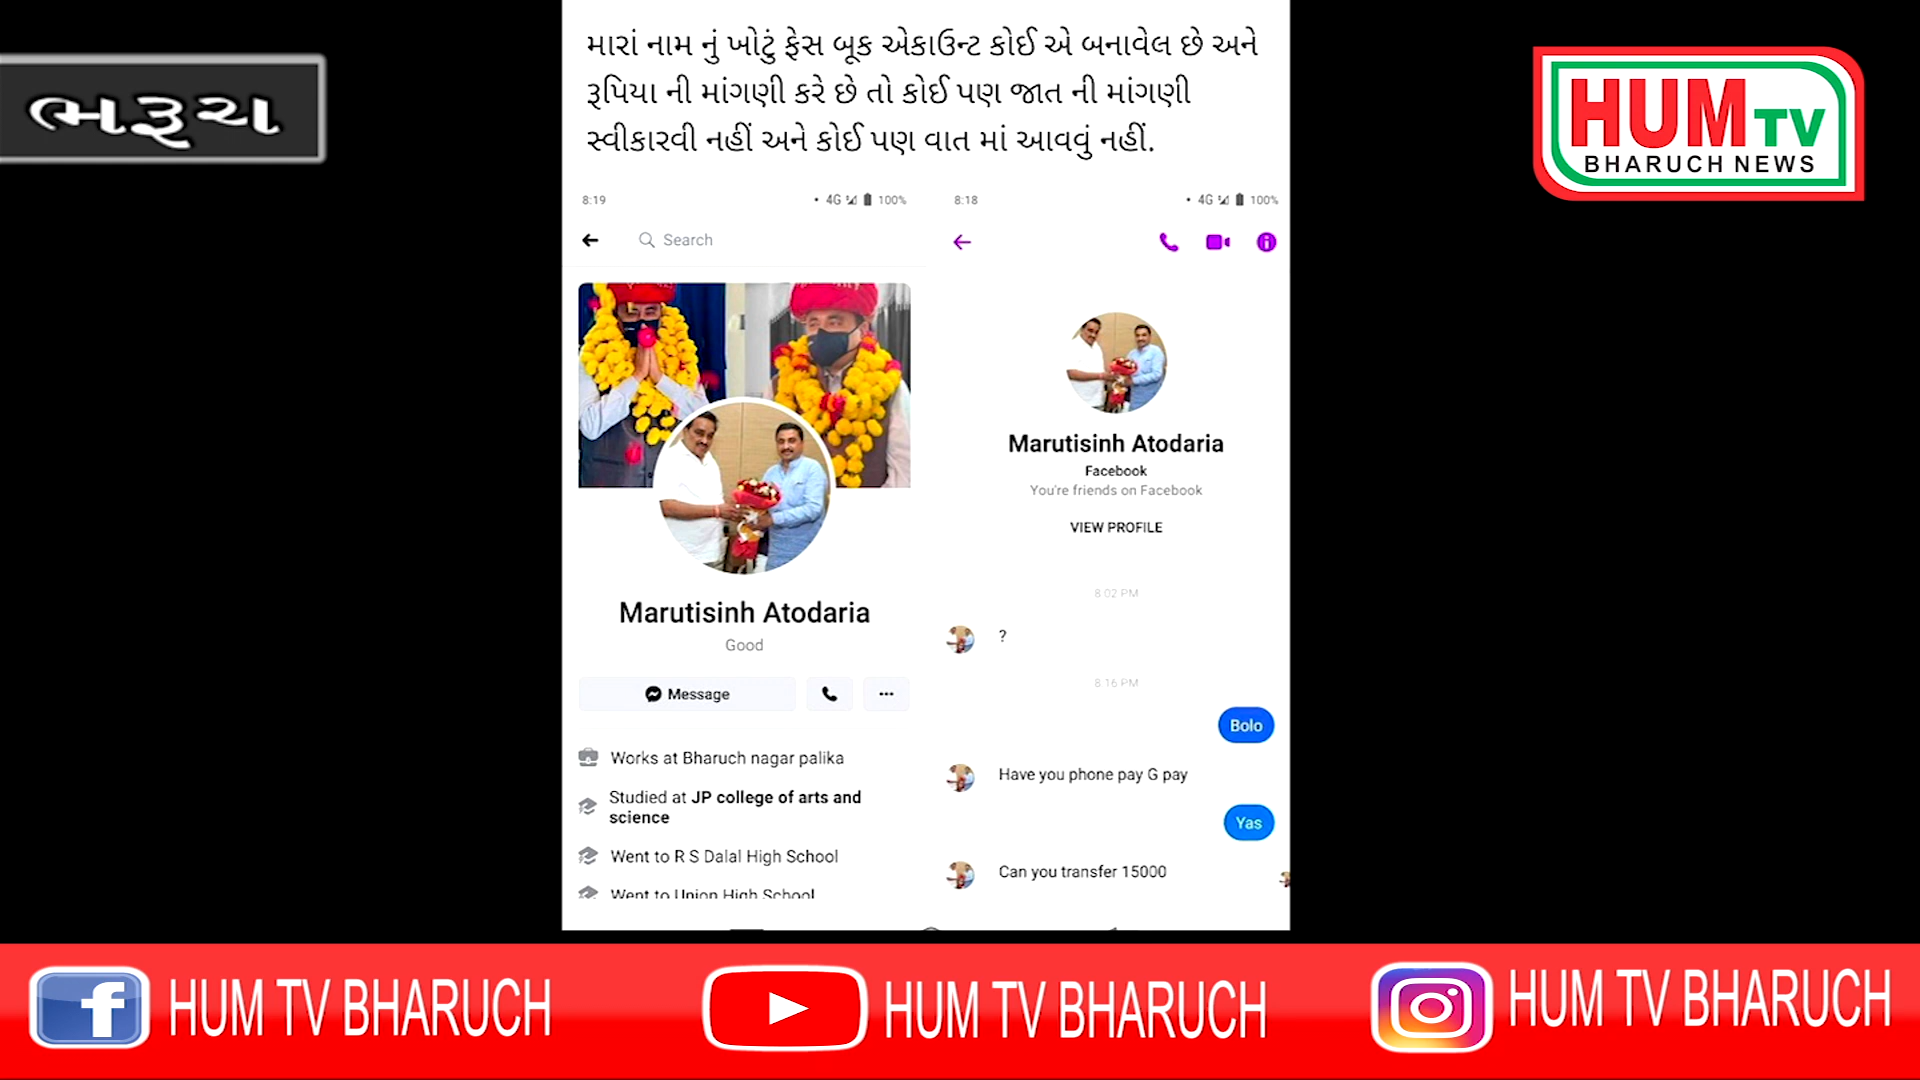 ભરૂચ
મારાં નામ નું ખોટું ફેસ બૂક એકાઉન્ટ કોઈ એ બનાવેલ છે અને
રૂપિયા ની માંગણી કરે છે તો કોઈ પણ જાત ની માંગણી
સ્વીકારવી નહીં અને કોઈ પણ વાત માં આવવું નહીં.
HUM TV
BHARUCH NEWS
8:19
4G 100%
Search
Marutisinh Atodaria
Good
Message
Works at Bharuch nagar palika
Studied at JP college of arts and
science
Went to R S Dalal High School
Went to Union High School
8:18
4G 100%
Marutisinh Atodaria
Facebook
You're friends on Facebook
VIEW PROFILE
8:02 PM
?
8:16 PM
Bolo
Have you phone pay G pay
Yas
Can you transfer 15000
HUM TV BHARUCH
HUM TV BHARUCH
HUM TV BHARUCH